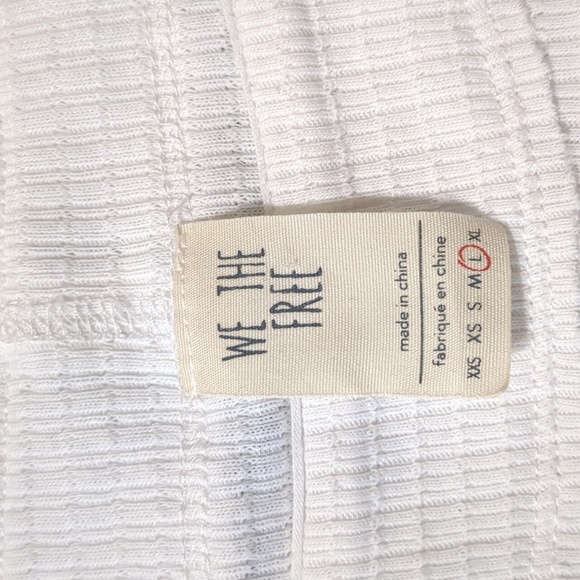 WE THE
FREE
made in china
fabriqué en chine
XXS XS S M L XL